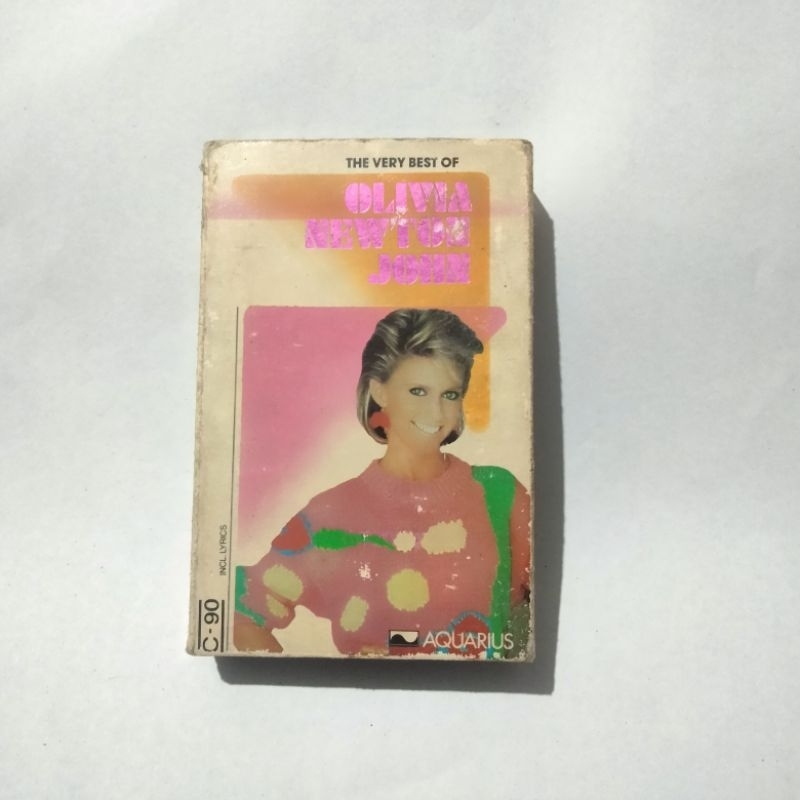 THE VERY BEST OF
OLIVIA
NEWTON
JOHN
INCL. LYRICS
C-90
AQUARIUS